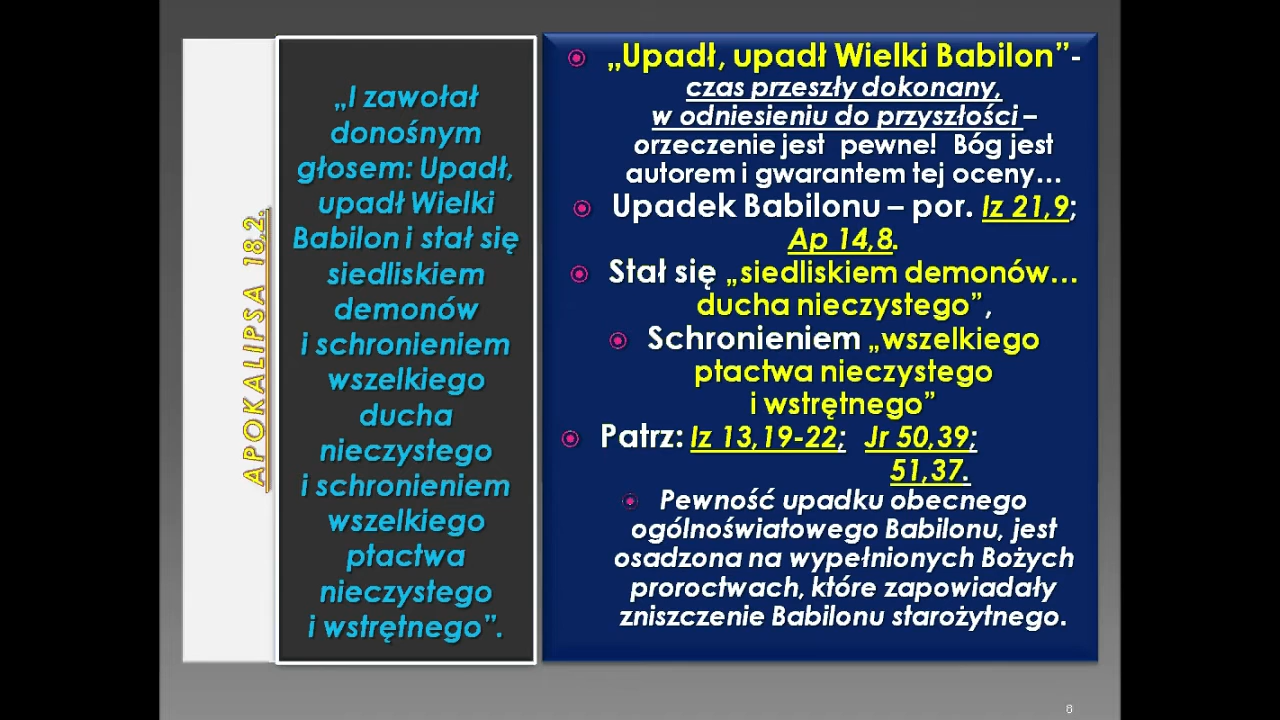 APOKALIPSA 18,2.
„I zawołał
donośnym
głosem: Upadł,
upadł Wielki
Babilon i stał się
siedliskiem
demonów
i schronieniem
wszelkiego
ducha
nieczystego
i schronieniem
wszelkiego
ptactwa
nieczystego
i wstrętnego”.
„Upadł, upadł Wielki Babilon”-
czas przeszły dokonany,
w odniesieniu do przyszłości –
orzeczenie jest pewne! Bóg jest
autorem i gwarantem tej oceny…
Upadek Babilonu – por. Iz 21,9;
Ap 14,8.
Stał się „siedliskiem demonów…
ducha nieczystego”,
Schronieniem „wszelkiego
ptactwa nieczystego
i wstrętnego”
Patrz: Iz 13,19-22; Jr 50,39;
51,37.
Pewność upadku obecnego
ogólnoświatowego Babilonu, jest
osadzona na wypełnionych Bożych
proroctwach, które zapowiadały
zniszczenie Babilonu starożytnego.
6